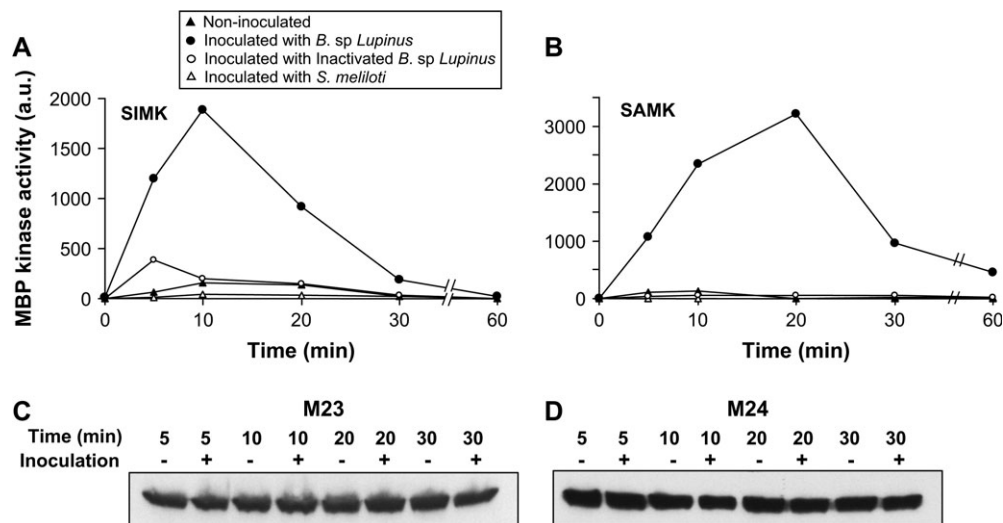 ▲ Non-inoculated
● Inoculated with B. sp Lupinus
○ Inoculated with Inactivated B. sp Lupinus
△ Inoculated with S. meliloti
A
SIMK
MBP kinase activity (a.u.)
2000
1500
1000
500
0
0 10 20 30 60
Time (min)
B
SAMK
3000
2000
1000
0
0 10 20 30 60
Time (min)
C
M23
Time (min) 5 5 10 10 20 20 30 30
Inoculation - + - + - + - +
D
M24
5 5 10 10 20 20 30 30
- + - + - + - +